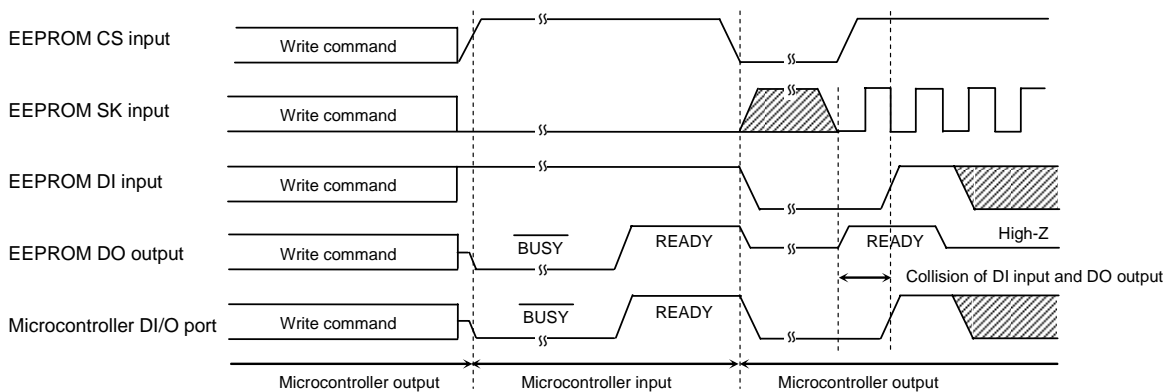 EEPROM CS input
Write command
EEPROM SK input
Write command
EEPROM DI input
Write command
EEPROM DO output
Write command
BUSY
READY
READY
High-Z
Collision of DI input and DO output
Microcontroller DI/O port
Write command
BUSY
READY
Microcontroller output
Microcontroller input
Microcontroller output